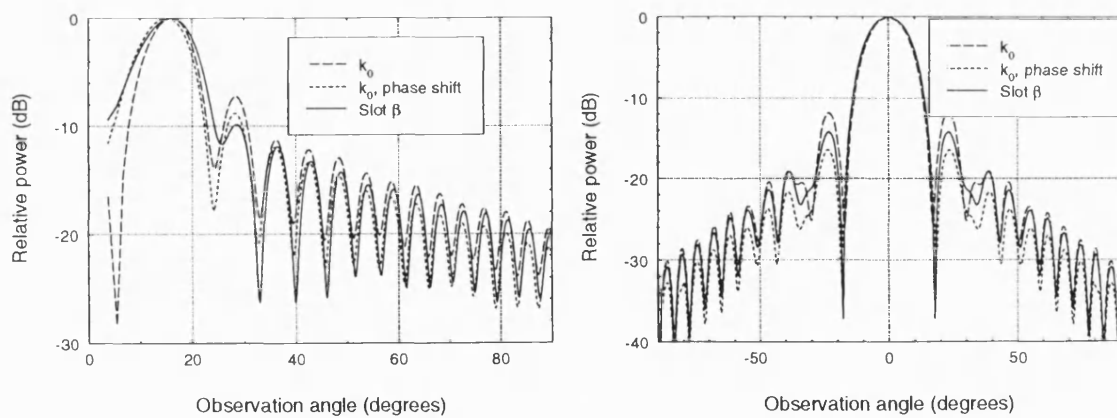 0
-10
-20
-30
Relative power (dB)
k0
k0, phase shift
Slot β
0 20 40 60 80
Observation angle (degrees)
0
-10
-20
-30
-40
Relative power (dB)
k0
k0, phase shift
Slot β
-50 0 50
Observation angle (degrees)